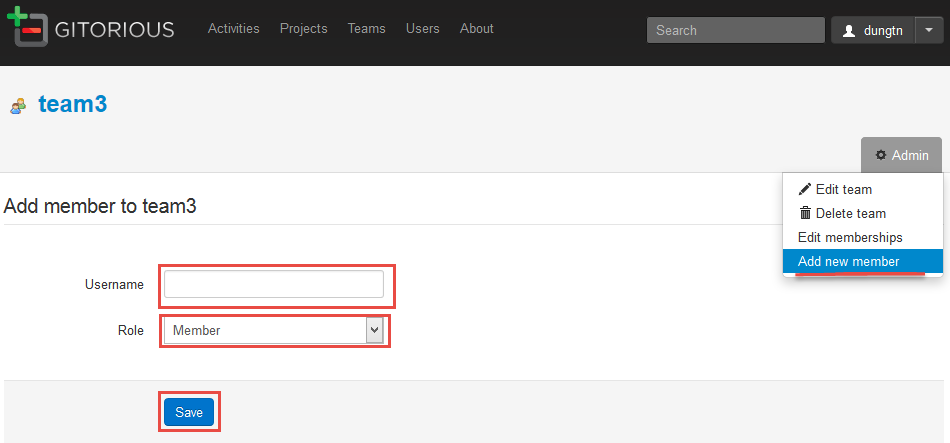 GITORIOUS Activities Projects Teams Users About Search dungtn
team3
Admin
Edit team
Delete team
Edit memberships
Add new member
Add member to team3
Username
Role Member
Save